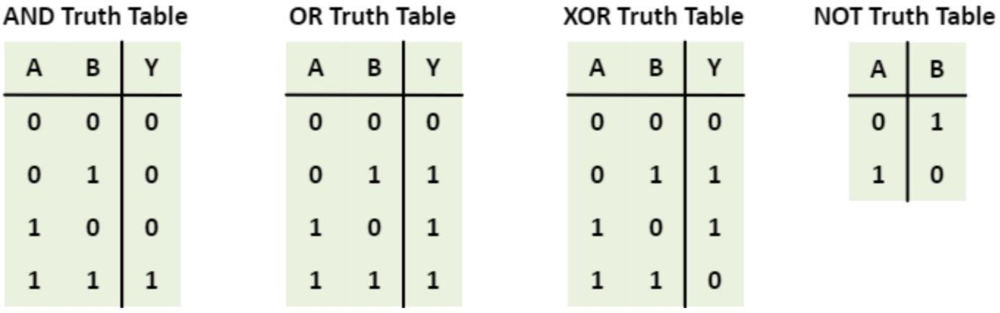 AND Truth Table OR Truth Table XOR Truth Table NOT Truth Table
A B Y A B Y A B Y A B
0 0 0 0 0 0 0 0 0 0 1
0 1 0 0 1 1 0 1 1 1 0
1 0 0 1 0 1 1 0 1
1 1 1 1 1 1 1 1 0